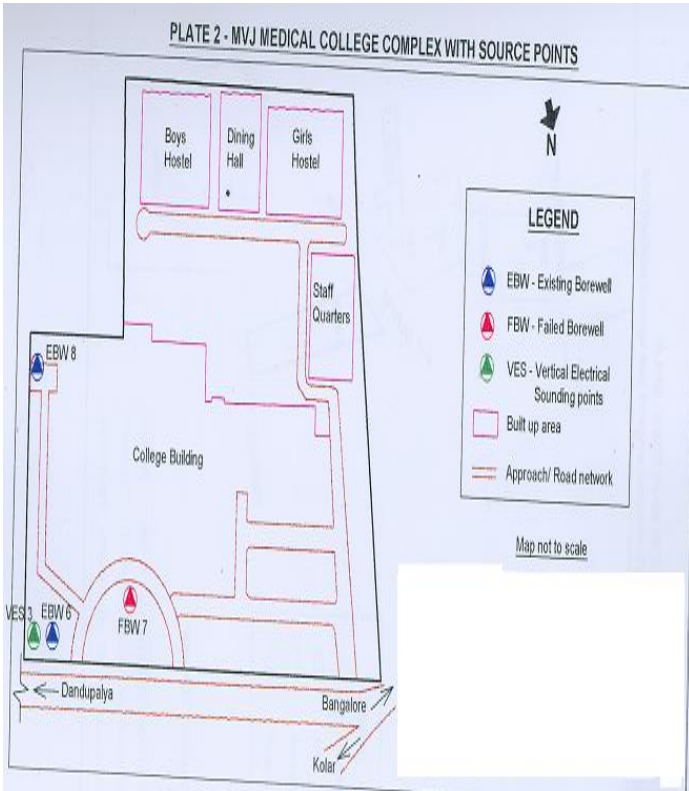 PLATE 2 - MVJ MEDICAL COLLEGE COMPLEX WITH SOURCE POINTS
Boys
Hostel
Dining
Hall
Girls
Hostel
N
LEGEND
EBW - Existing Borewell
FBW - Failed Borewell
VES - Vertical Electrical
Sounding points
Built up area
Approach/ Road network
Map not to scale
Staff
Quarters
EBW 8
College Building
VES 3
EBW 6
FBW 7
Dandupalya
Bangalore
Kolar